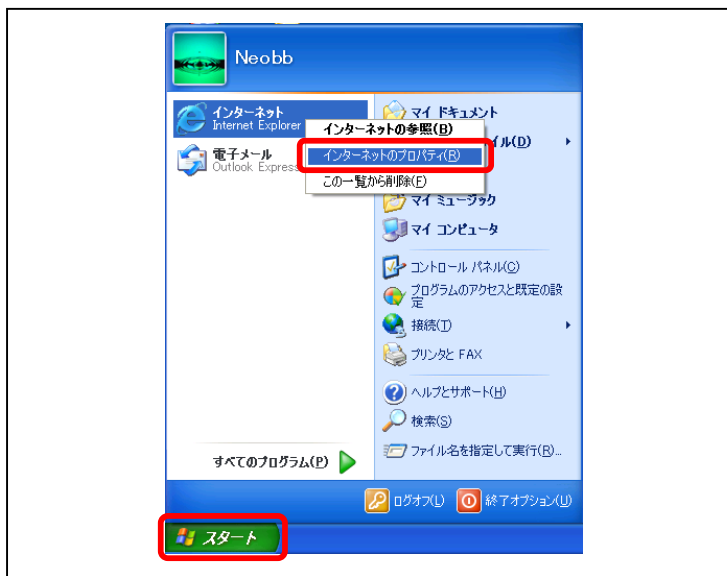 Neobb
インターネット
Internet Explorer
電子メール
Outlook Express
インターネットの参照(B)
インターネットのプロパティ(R)
この一覧から削除(F)
マイ ドキュメント
イル(D)
マイ ミュージック
マイ コンピュータ
コントロール パネル(C)
プログラムのアクセスと既定の設
定
接続(T)
プリンタと FAX
ヘルプとサポート(H)
検索(S)
ファイル名を指定して実行(R)...
すべてのプログラム(P)
ログオフ(L)
終了オプション(U)
スタート